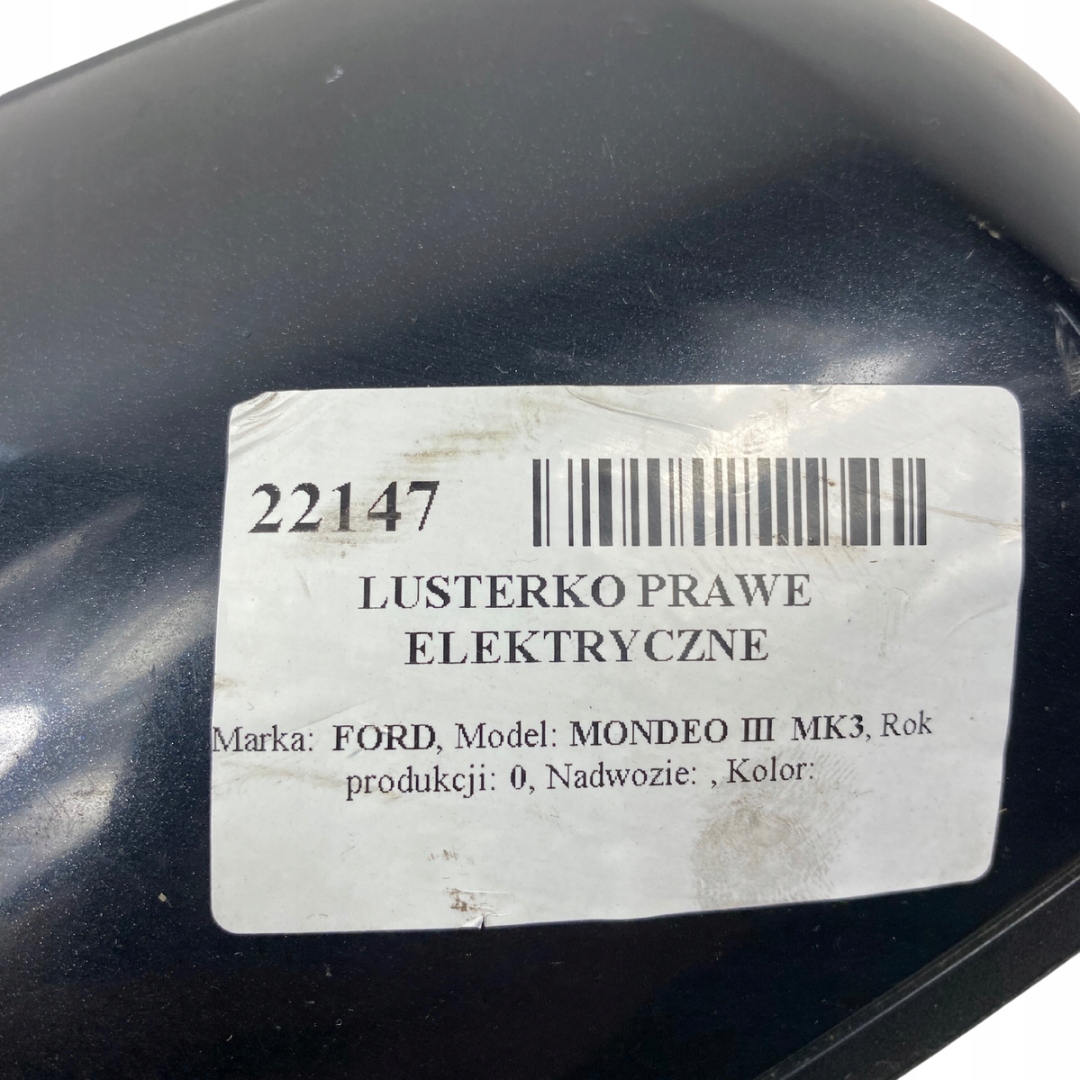 22147
LUSTERKO PRAWE
ELEKTRYCZNE
Marka: FORD, Model: MONDEO III MK3, Rok
produkcji: 0, Nadwozie: , Kolor: